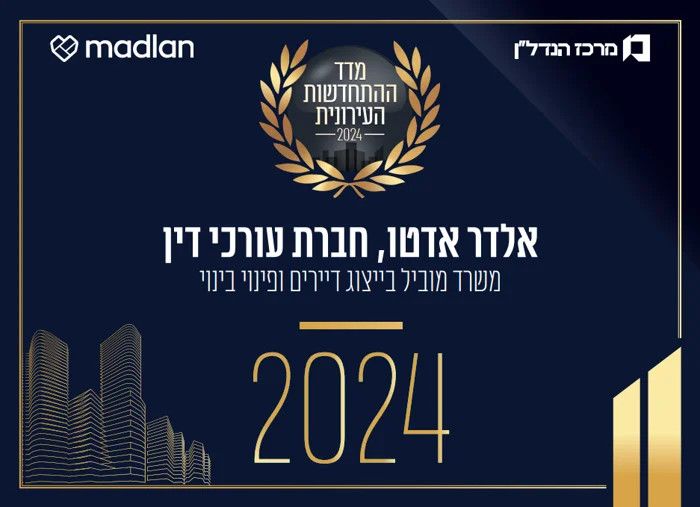 madlan
מרכז הנדל"ן
מדד
ההתחדשות
העירונית
2024
אלדר אדטו, חברת עורכי דין
משרד מוביל בייצוג דיירים ופינוי בינוי
2024